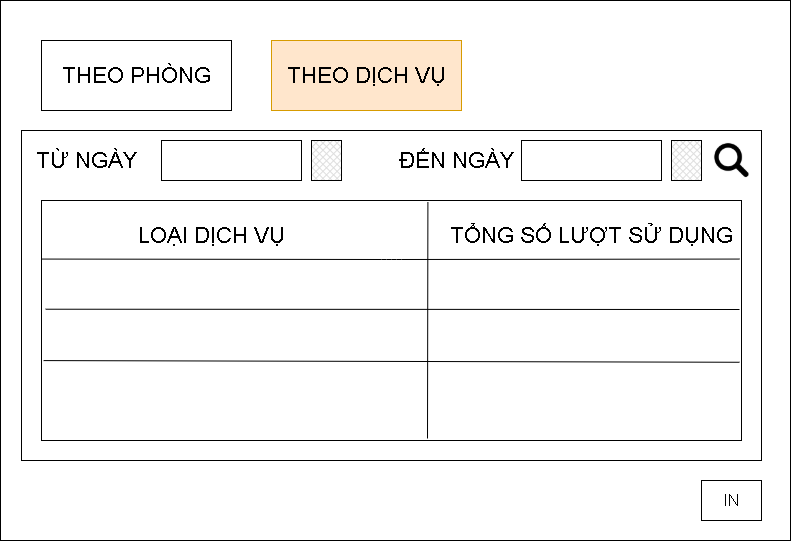 THEO PHÒNG
THEO DỊCH VỤ
TỪ NGÀY
ĐẾN NGÀY
LOẠI DỊCH VỤ
TỔNG SỐ LƯỢT SỬ DỤNG
IN